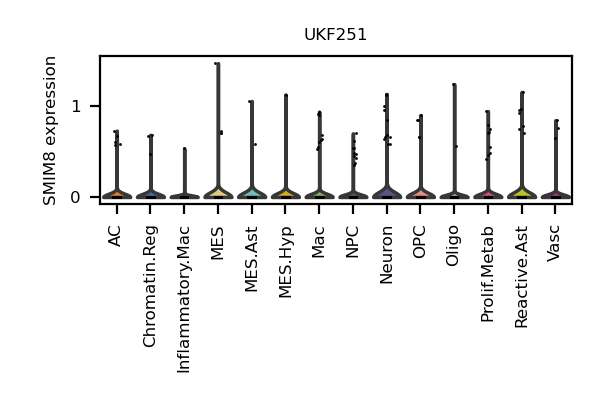 UKF251
SMIM8 expression
1
0
AC
Chromatin.Reg
Inflammatory.Mac
MES
MES.Ast
MES.Hyp
Mac
NPC
Neuron
OPC
Oligo
Prolif.Metab
Reactive.Ast
Vasc